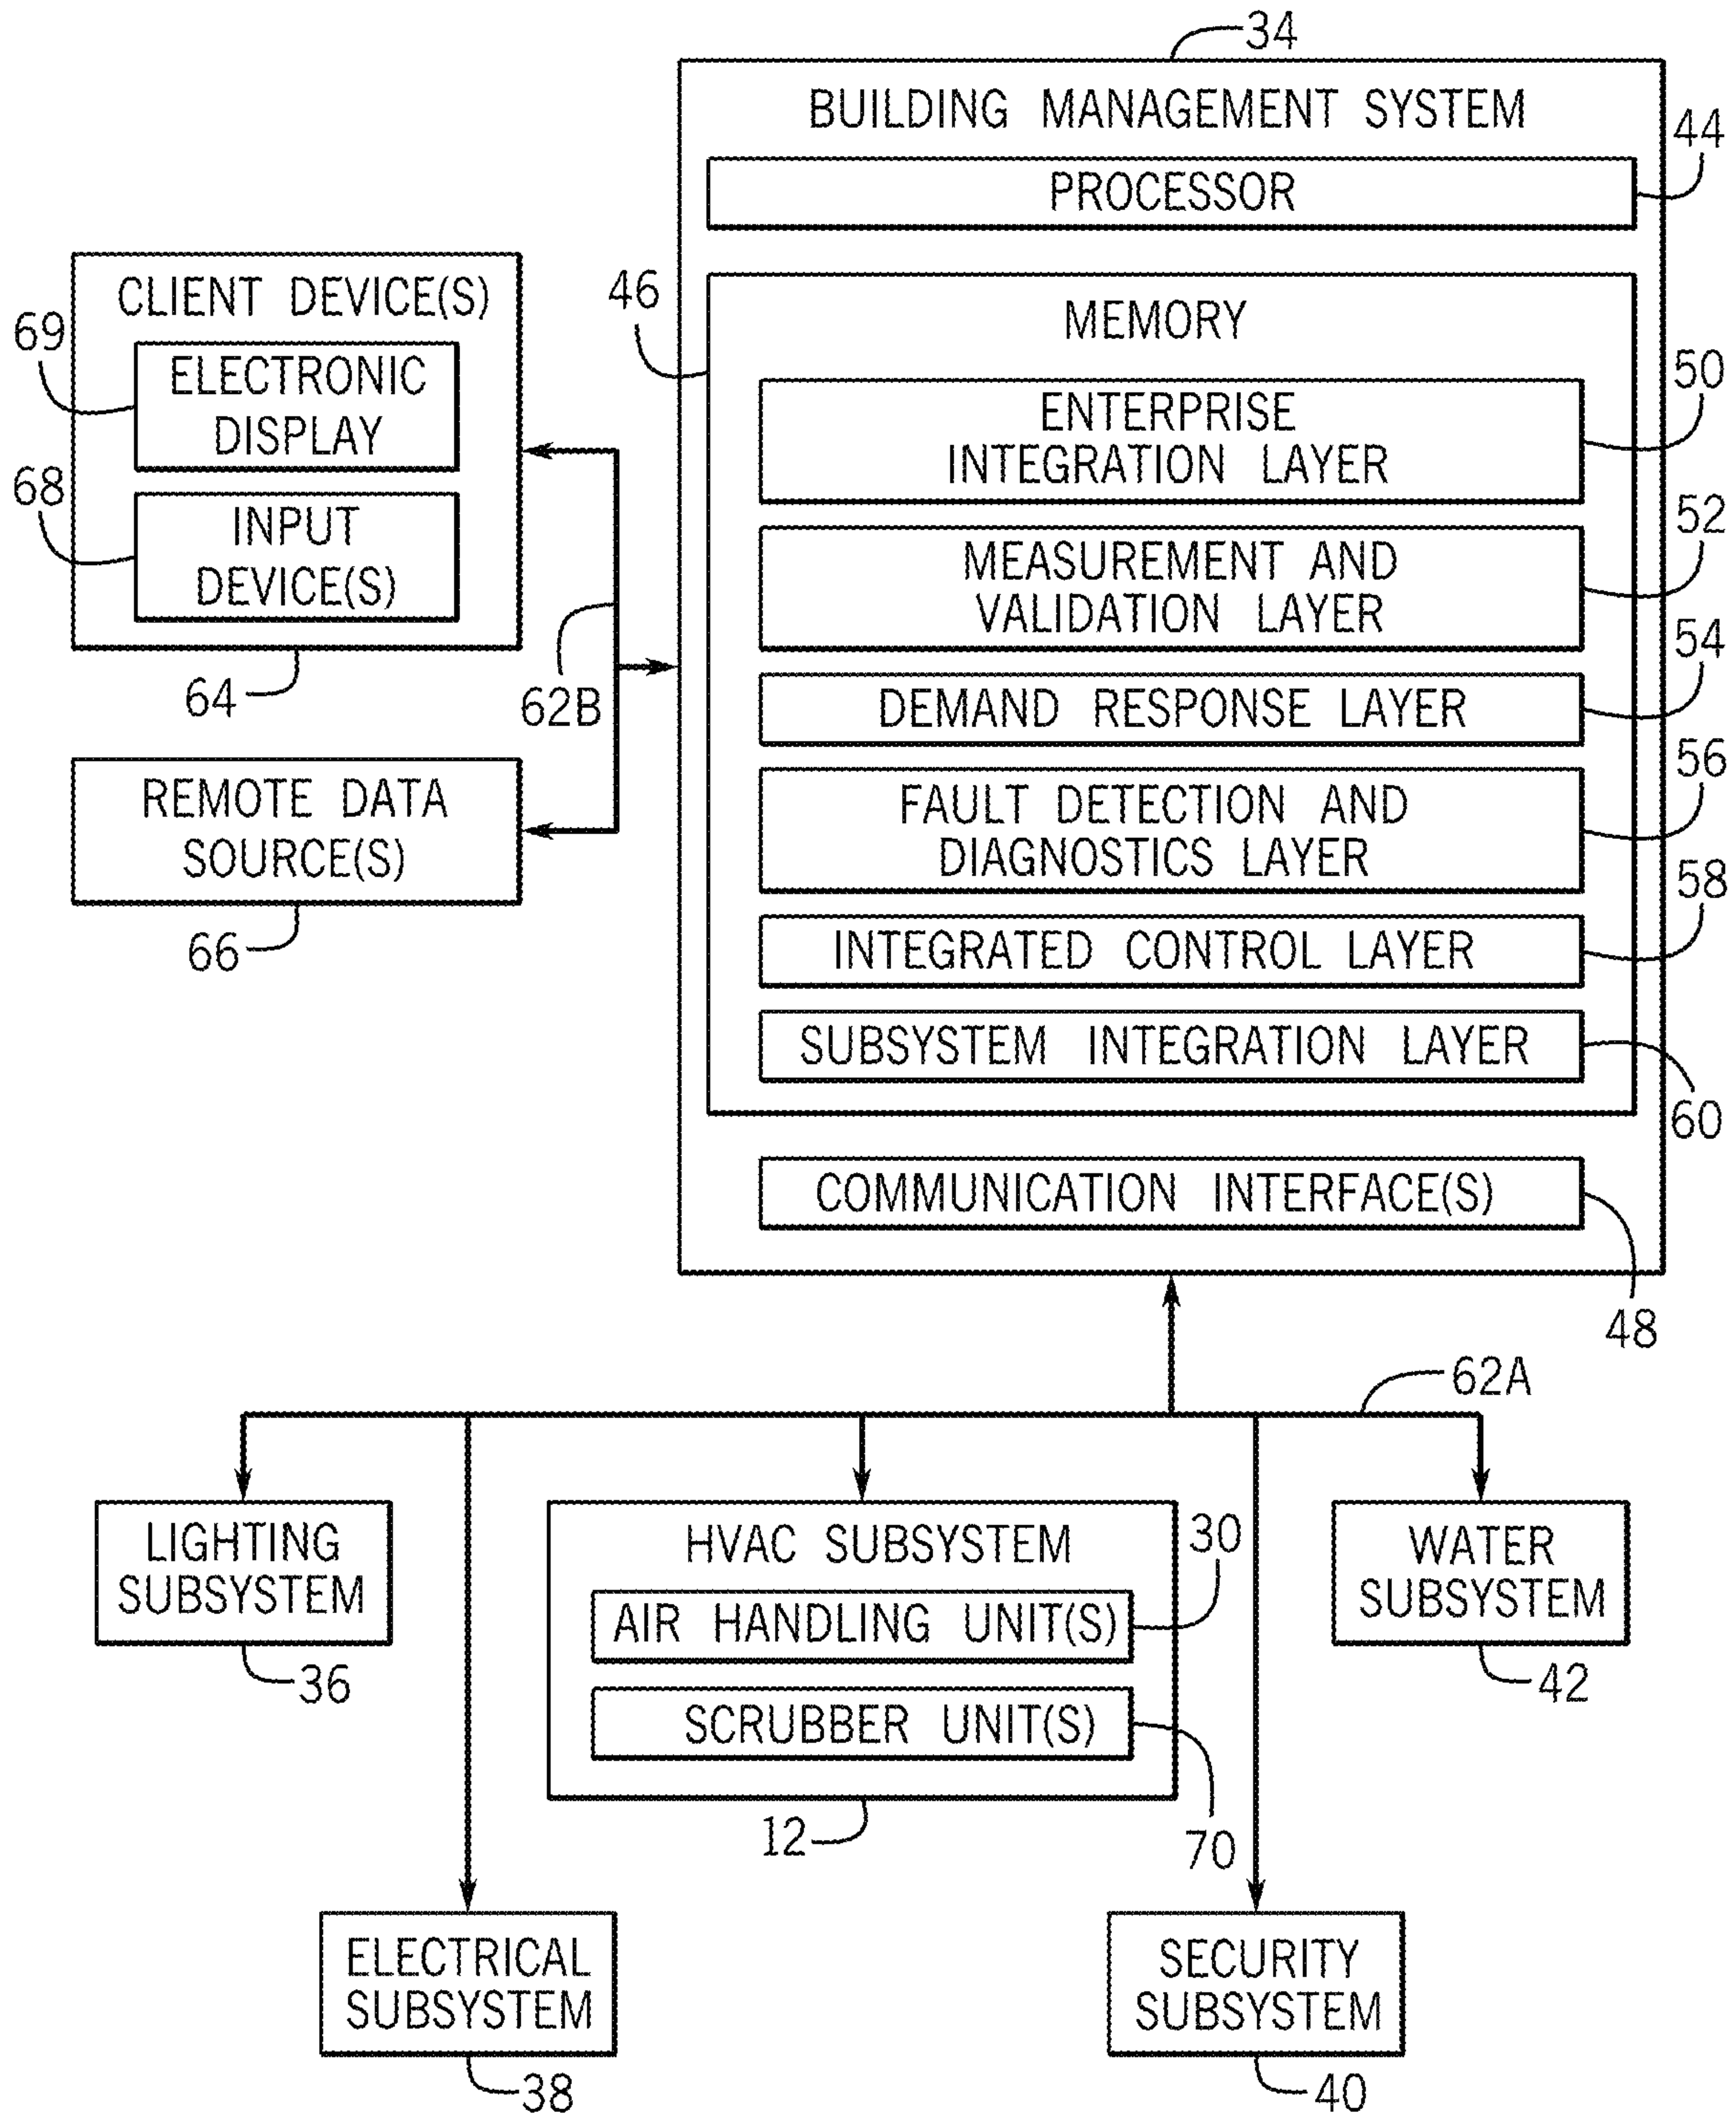 34
BUILDING MANAGEMENT SYSTEM
44
PROCESSOR
CLIENT DEVICE(S)
69
ELECTRONIC
DISPLAY
68
INPUT
DEVICE(S)
64
62B
REMOTE DATA
SOURCE(S)
66
46
MEMORY
50
ENTERPRISE
INTEGRATION LAYER
52
MEASUREMENT AND
VALIDATION LAYER
54
DEMAND RESPONSE LAYER
56
FAULT DETECTION AND
DIAGNOSTICS LAYER
58
INTEGRATED CONTROL LAYER
SUBSYSTEM INTEGRATION LAYER
60
COMMUNICATION INTERFACE(S)
48
62A
LIGHTING
SUBSYSTEM
36
HVAC SUBSYSTEM
30
AIR HANDLING UNIT(S)
SCRUBBER UNIT(S)
12
70
WATER
SUBSYSTEM
42
ELECTRICAL
SUBSYSTEM
38
SECURITY
SUBSYSTEM
40